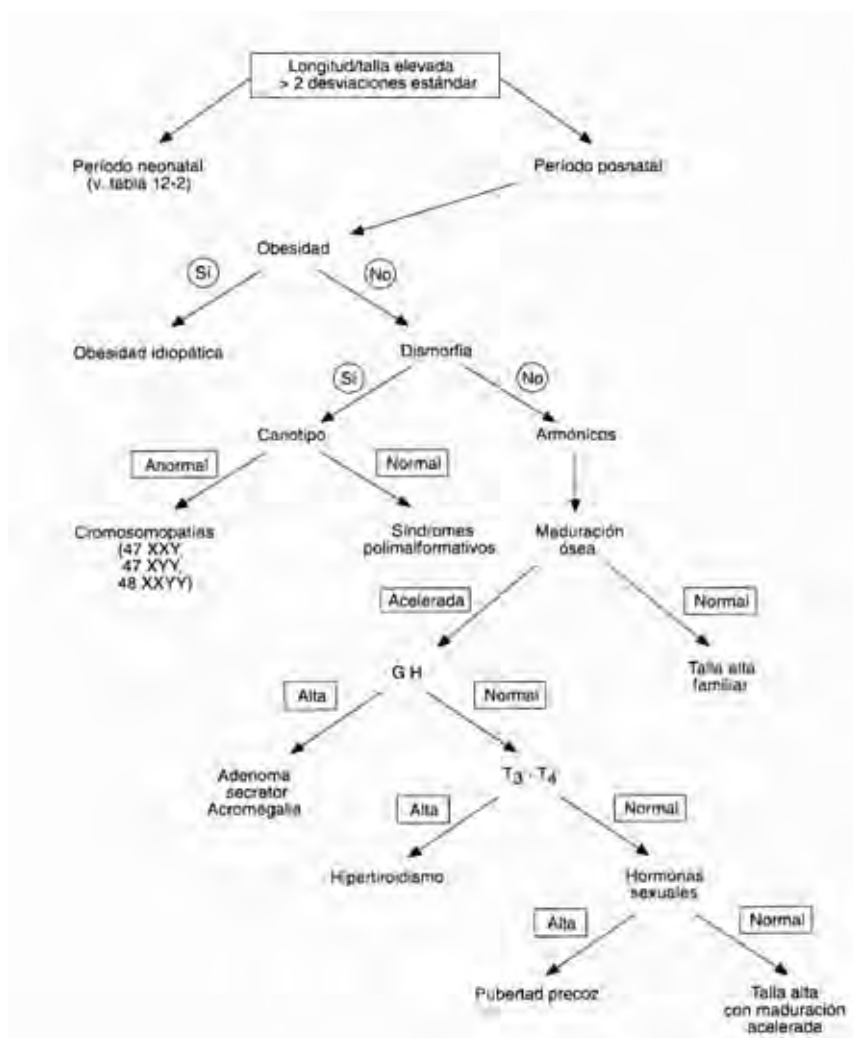 Longitud/talla elevada
> 2 desviaciones estándar
Período neonatal
(v. tabla 12-2)
Período posnatal
Obesidad
Sí
No
Obesidad idiopática
Dismorfia
Sí
No
Cariotipo
Armónicos
Anormal
Normal
Cromosomopatías
(47 XXY,
47 XYY,
48 XXYY)
Síndromes
polimalformativos
Maduración
ósea
Acelerada
Normal
GH
Talla alta
familiar
Alta
Normal
Adenoma
secretor
Acromegalia
T3 - T4
Alta
Normal
Hipertiroidismo
Hormonas
sexuales
Alta
Normal
Pubertad precoz
Talla alta
con maduración
acelerada